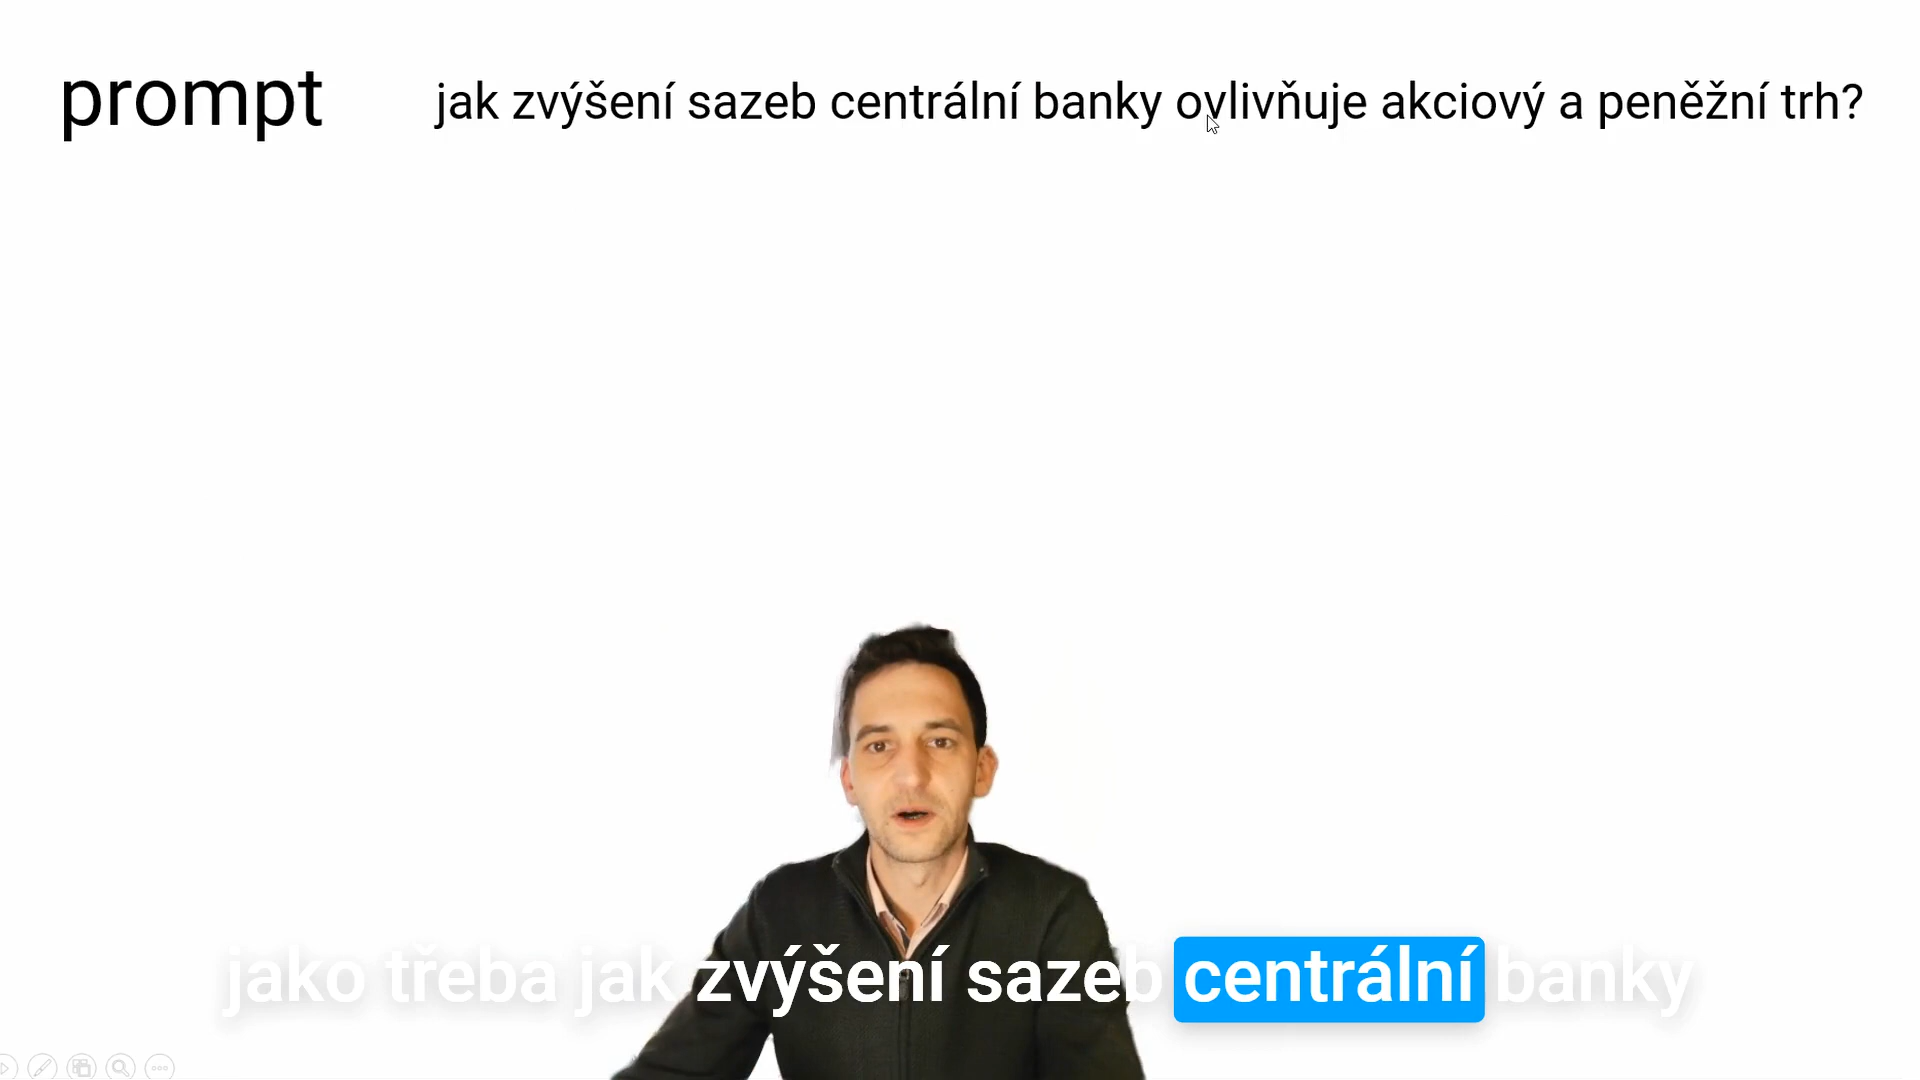 prompt
jak zvýšení sazeb centrální banky ovlivňuje akciový a peněžní trh?
jako třeba jak zvýšení sazeb centrální banky